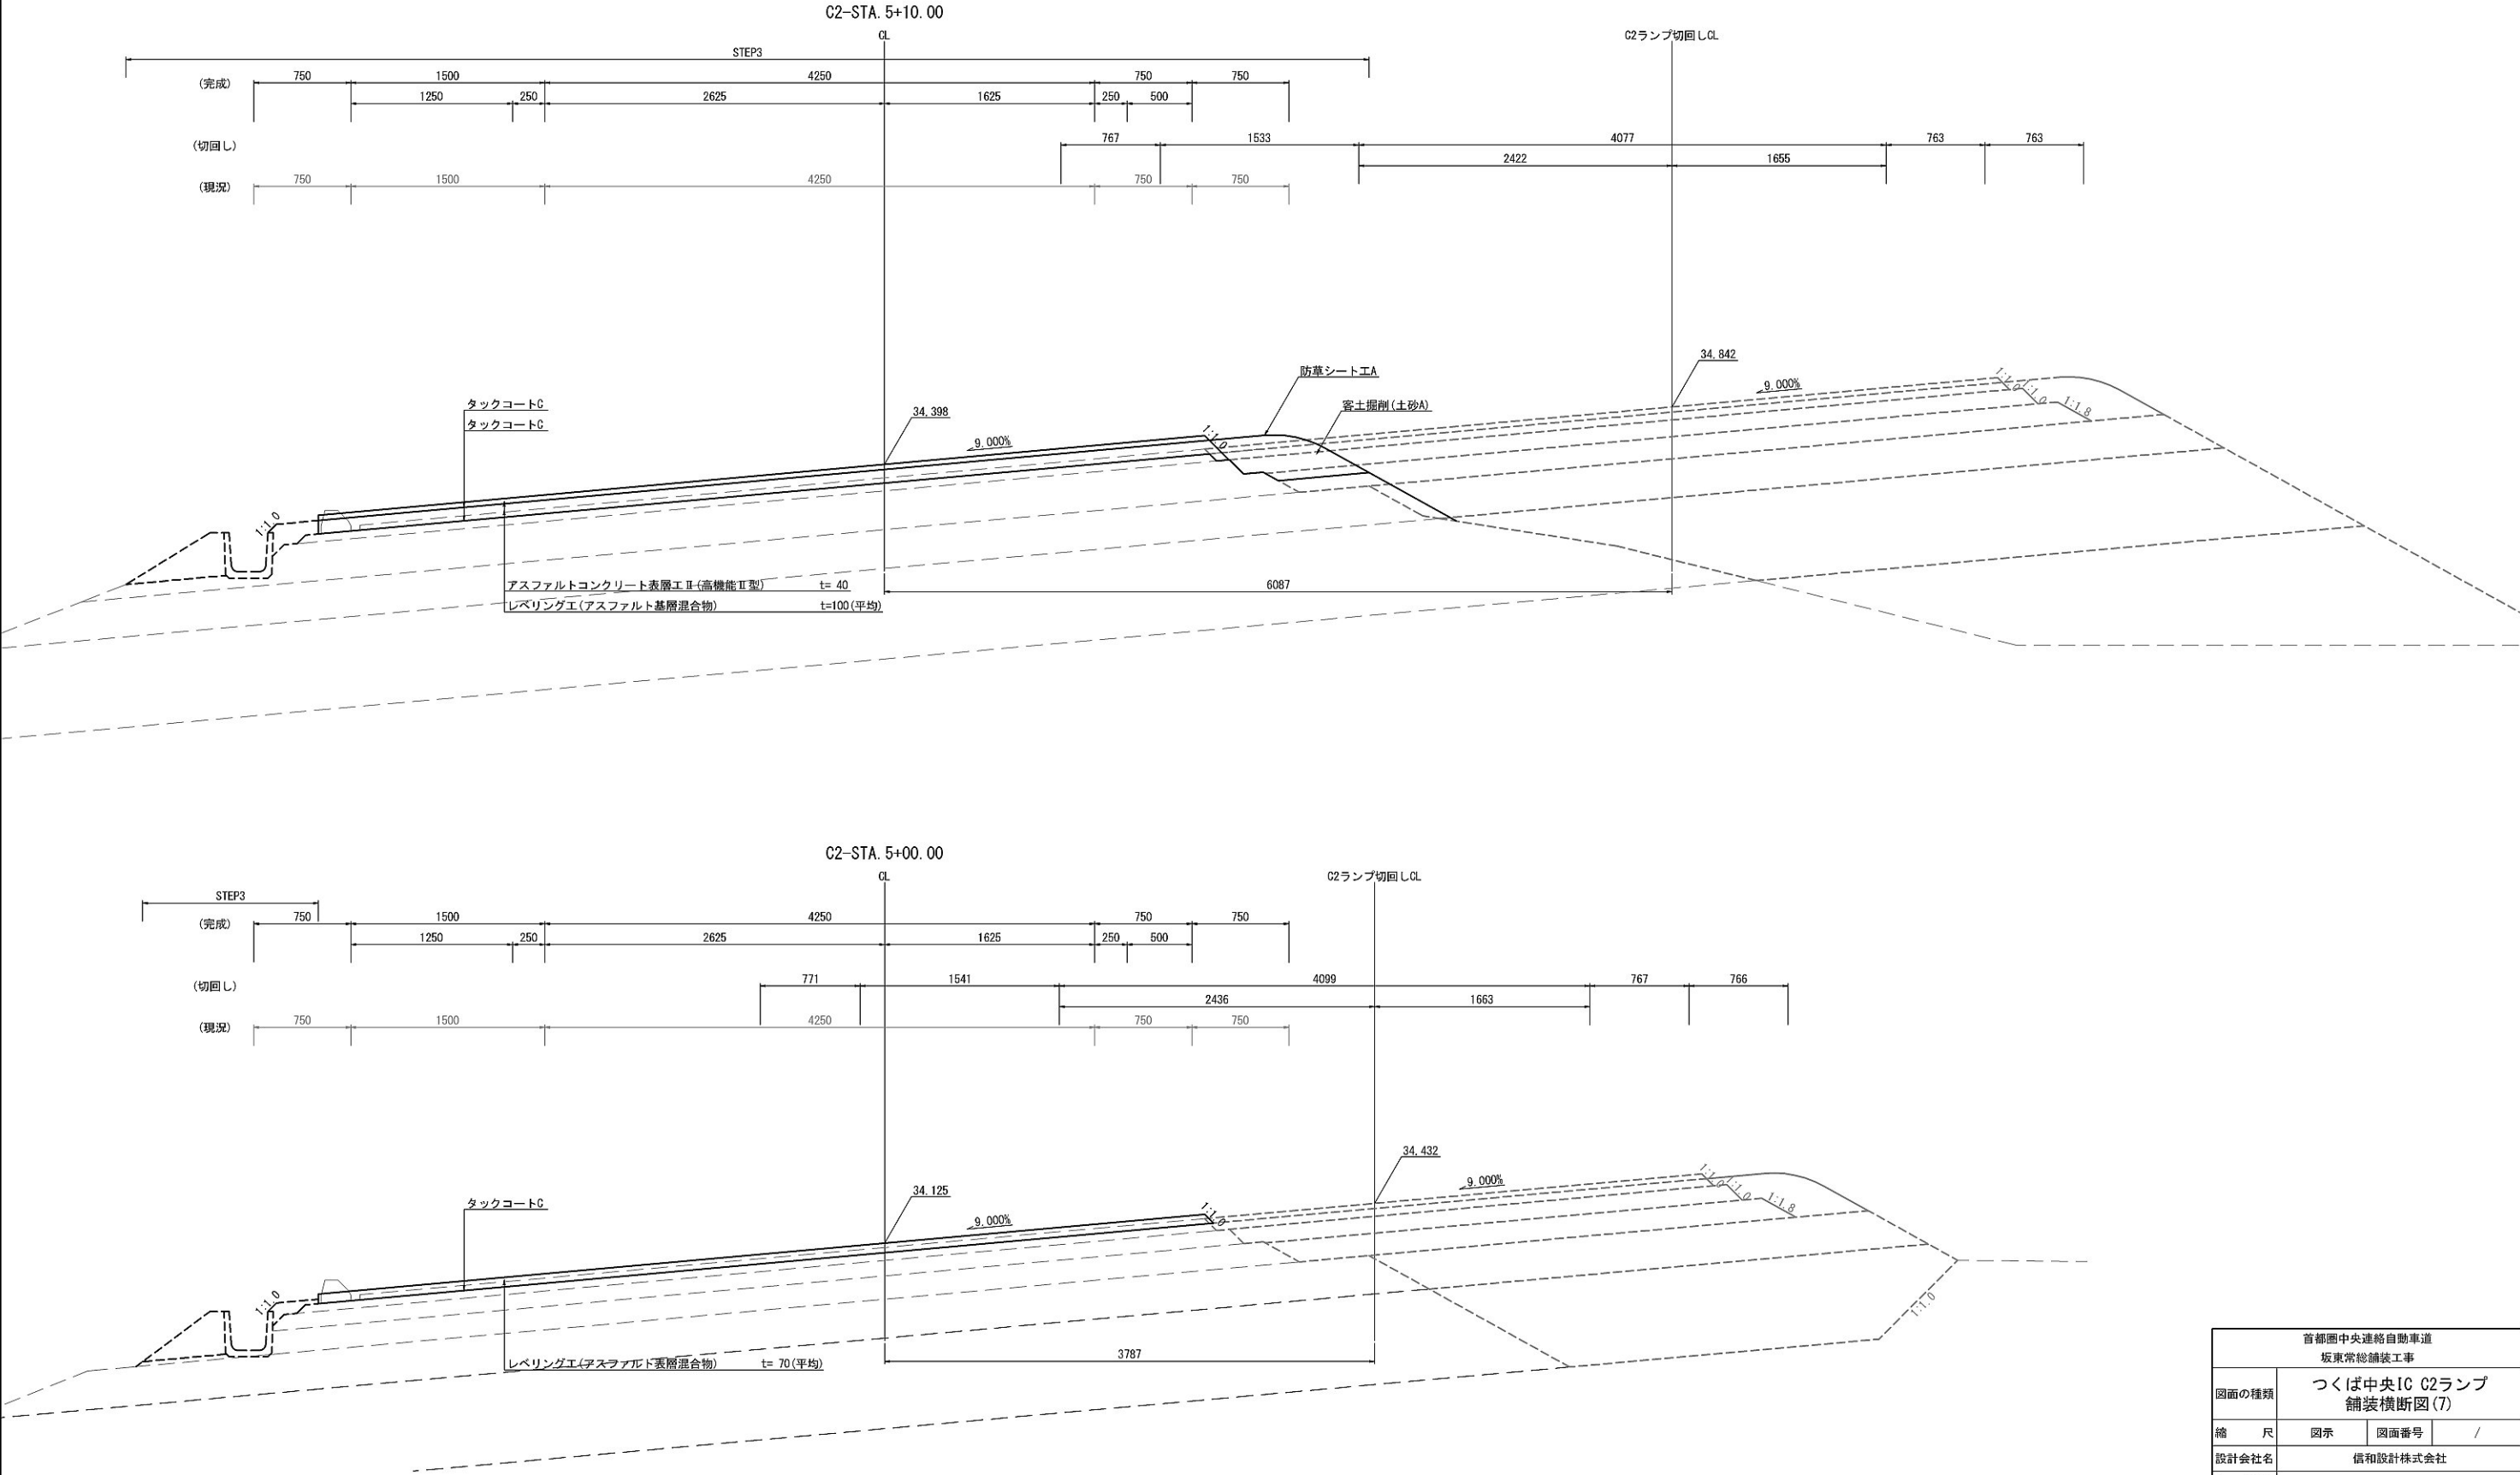 C2-STA. 5+10.00
CL
C2ランプ切回しCL
STEP3
(完成)
750 1500 4250 750 750
1250 250 2625 1625 250 500
(切回し)
767 1533 4077 763 763
2422 1655
(現況)
750 1500 4250 750 750
34.842
防草シート工A
9.000%
1:1.0
1:1.0
1:1.8
タックコートC
客土掘削(土砂A)
34.398
タックコートC
1:1.0
9.000%
1:1.0
アスファルトコンクリート表層工Ⅱ(高機能Ⅱ型) t= 40
6087
レベリング工(アスファルト基層混合物) t=100(平均)
C2-STA. 5+00.00
CL
C2ランプ切回しCL
STEP3
(完成)
750 1500 4250 750 750
1250 250 2625 1625 250 500
(切回し)
771 1541 4099 767 766
2436 1663
(現況)
750 1500 4250 750 750
34.432
9.000%
1:1.0
1:1.0
1:1.8
34.125
タックコートC
1:1.0
9.000%
1:1.0
1:1.0
3787
レベリング工(アスファルト表層混合物) t= 70(平均)
首都圏中央連絡自動車道
坂東常総舗装工事
図面の種類 つくば中央IC C2ランプ
舗装横断図(7)
縮 尺 図示 図面番号 /
設計会社名 信和設計株式会社